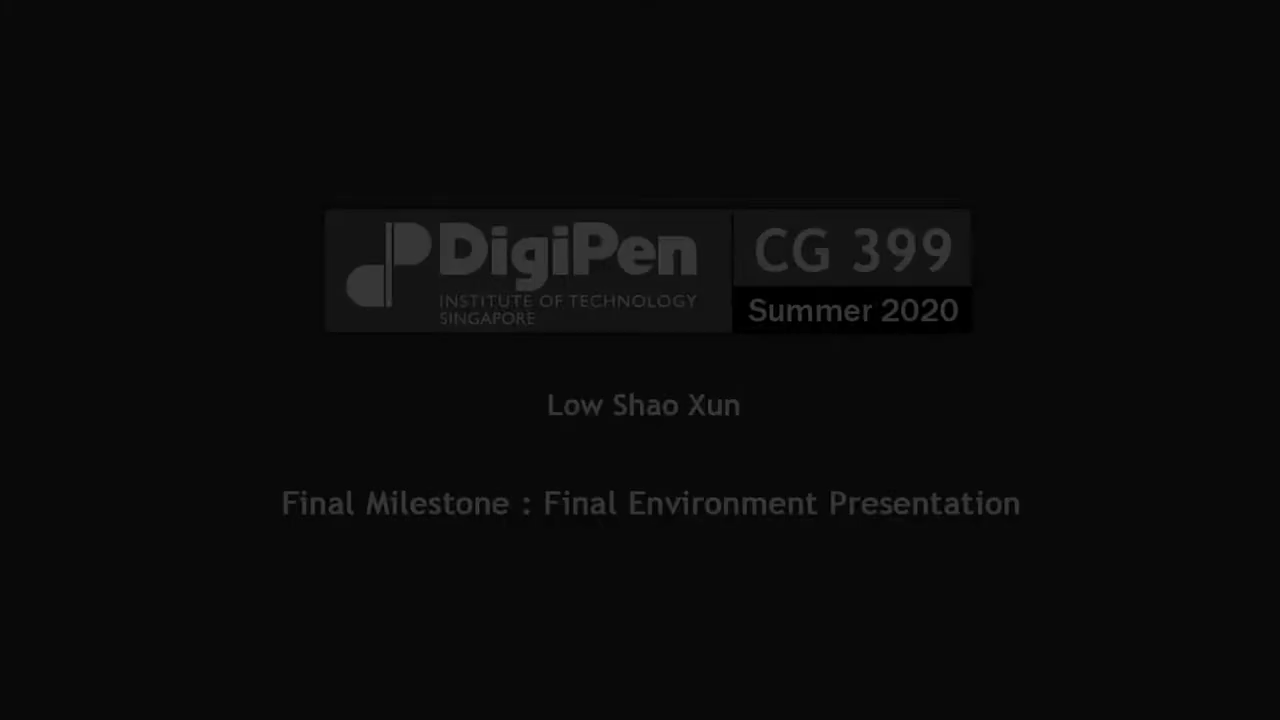 DigiPen
INSTITUTE OF TECHNOLOGY
SINGAPORE
CG 399
Summer 2020
Low Shao Xun
Final Milestone : Final Environment Presentation